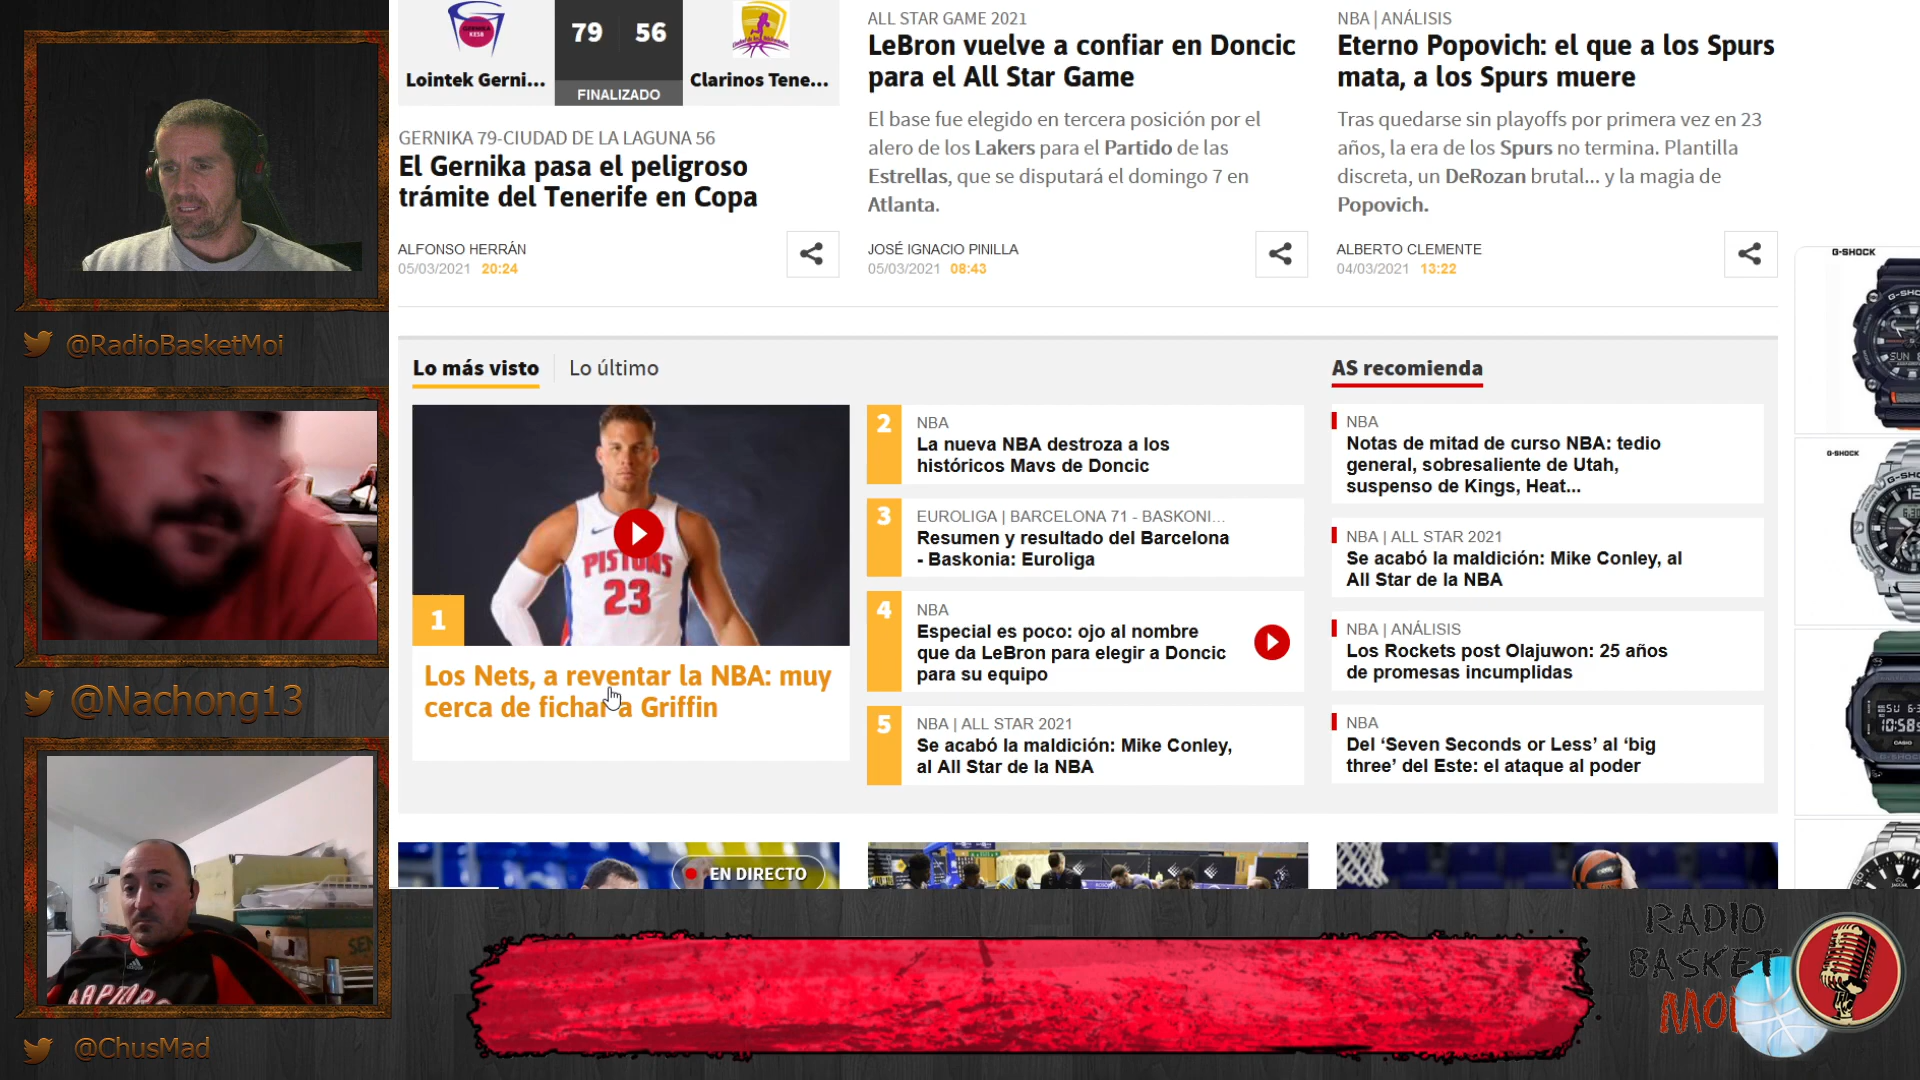 79 56
Lointek Gerni...
FINALIZADO
Clarinos Tene...
GERNIKA 79-CIUDAD DE LA LAGUNA 56
El Gernika pasa el peligroso
trámite del Tenerife en Copa
ALFONSO HERRÁN
05/03/2021 20:24
ALL STAR GAME 2021
LeBron vuelve a confiar en Doncic
para el All Star Game
El base fue elegido en tercera posición por el
alero de los Lakers para el Partido de las
Estrellas, que se disputará el domingo 7 en
Atlanta.
JOSÉ IGNACIO PINILLA
05/03/2021 08:43
NBA | ANÁLISIS
Eterno Popovich: el que a los Spurs
mata, a los Spurs muere
Tras quedarse sin playoffs por primera vez en 23
años, la era de los Spurs no termina. Plantilla
discreta, un DeRozan brutal... y la magia de
Popovich.
ALBERTO CLEMENTE
04/03/2021 13:22
@RadioBasketMoi
@Nachong13
@ChusMad
Lo más visto
Lo último
PISTONS
23
1
Los Nets, a reventar la NBA: muy
cerca de fichar a Griffin
2
NBA
La nueva NBA destroza a los
históricos Mavs de Doncic
3
EUROLIGA | BARCELONA 71 - BASKONI...
Resumen y resultado del Barcelona
- Baskonia: Euroliga
4
NBA
Especial es poco: ojo al nombre
que da LeBron para elegir a Doncic
para su equipo
5
NBA | ALL STAR 2021
Se acabó la maldición: Mike Conley,
al All Star de la NBA
AS recomienda
NBA
Notas de mitad de curso NBA: tedio
general, sobresaliente de Utah,
suspenso de Kings, Heat...
NBA | ALL STAR 2021
Se acabó la maldición: Mike Conley, al
All Star de la NBA
NBA | ANÁLISIS
Los Rockets post Olajuwon: 25 años
de promesas incumplidas
NBA
Del ‘Seven Seconds or Less’ al ‘big
three’ del Este: el ataque al poder
EN DIRECTO
G-SHOCK
G-SHOCK
CASIO
RADIO
BASKET
MOi